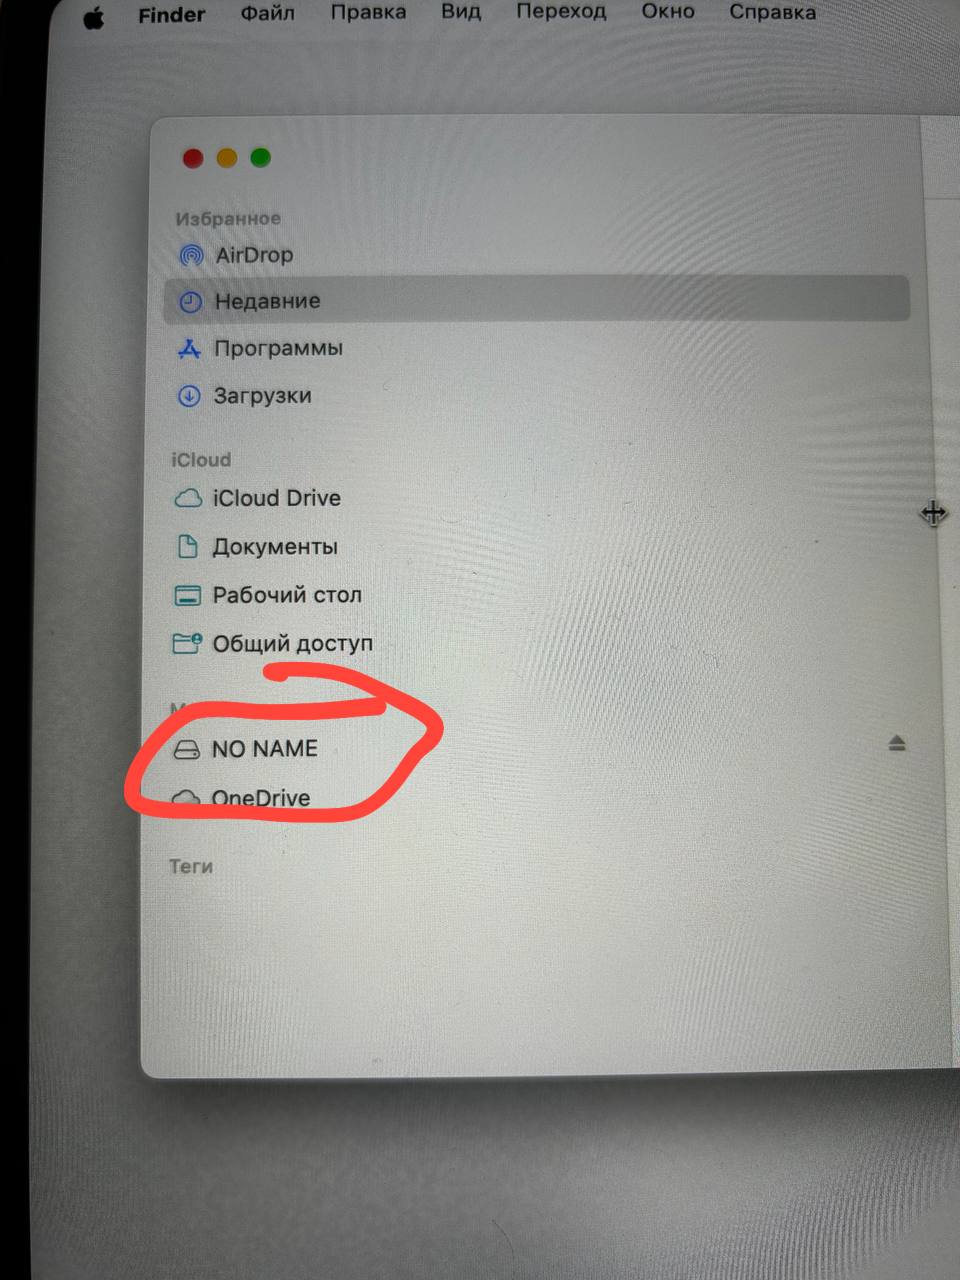 Finder Файл Правка Вид Переход Окно Справка
Избранное
AirDrop
Недавние
Программы
Загрузки
iCloud
iCloud Drive
Документы
Рабочий стол
Общий доступ
NO NAME
OneDrive
Теги